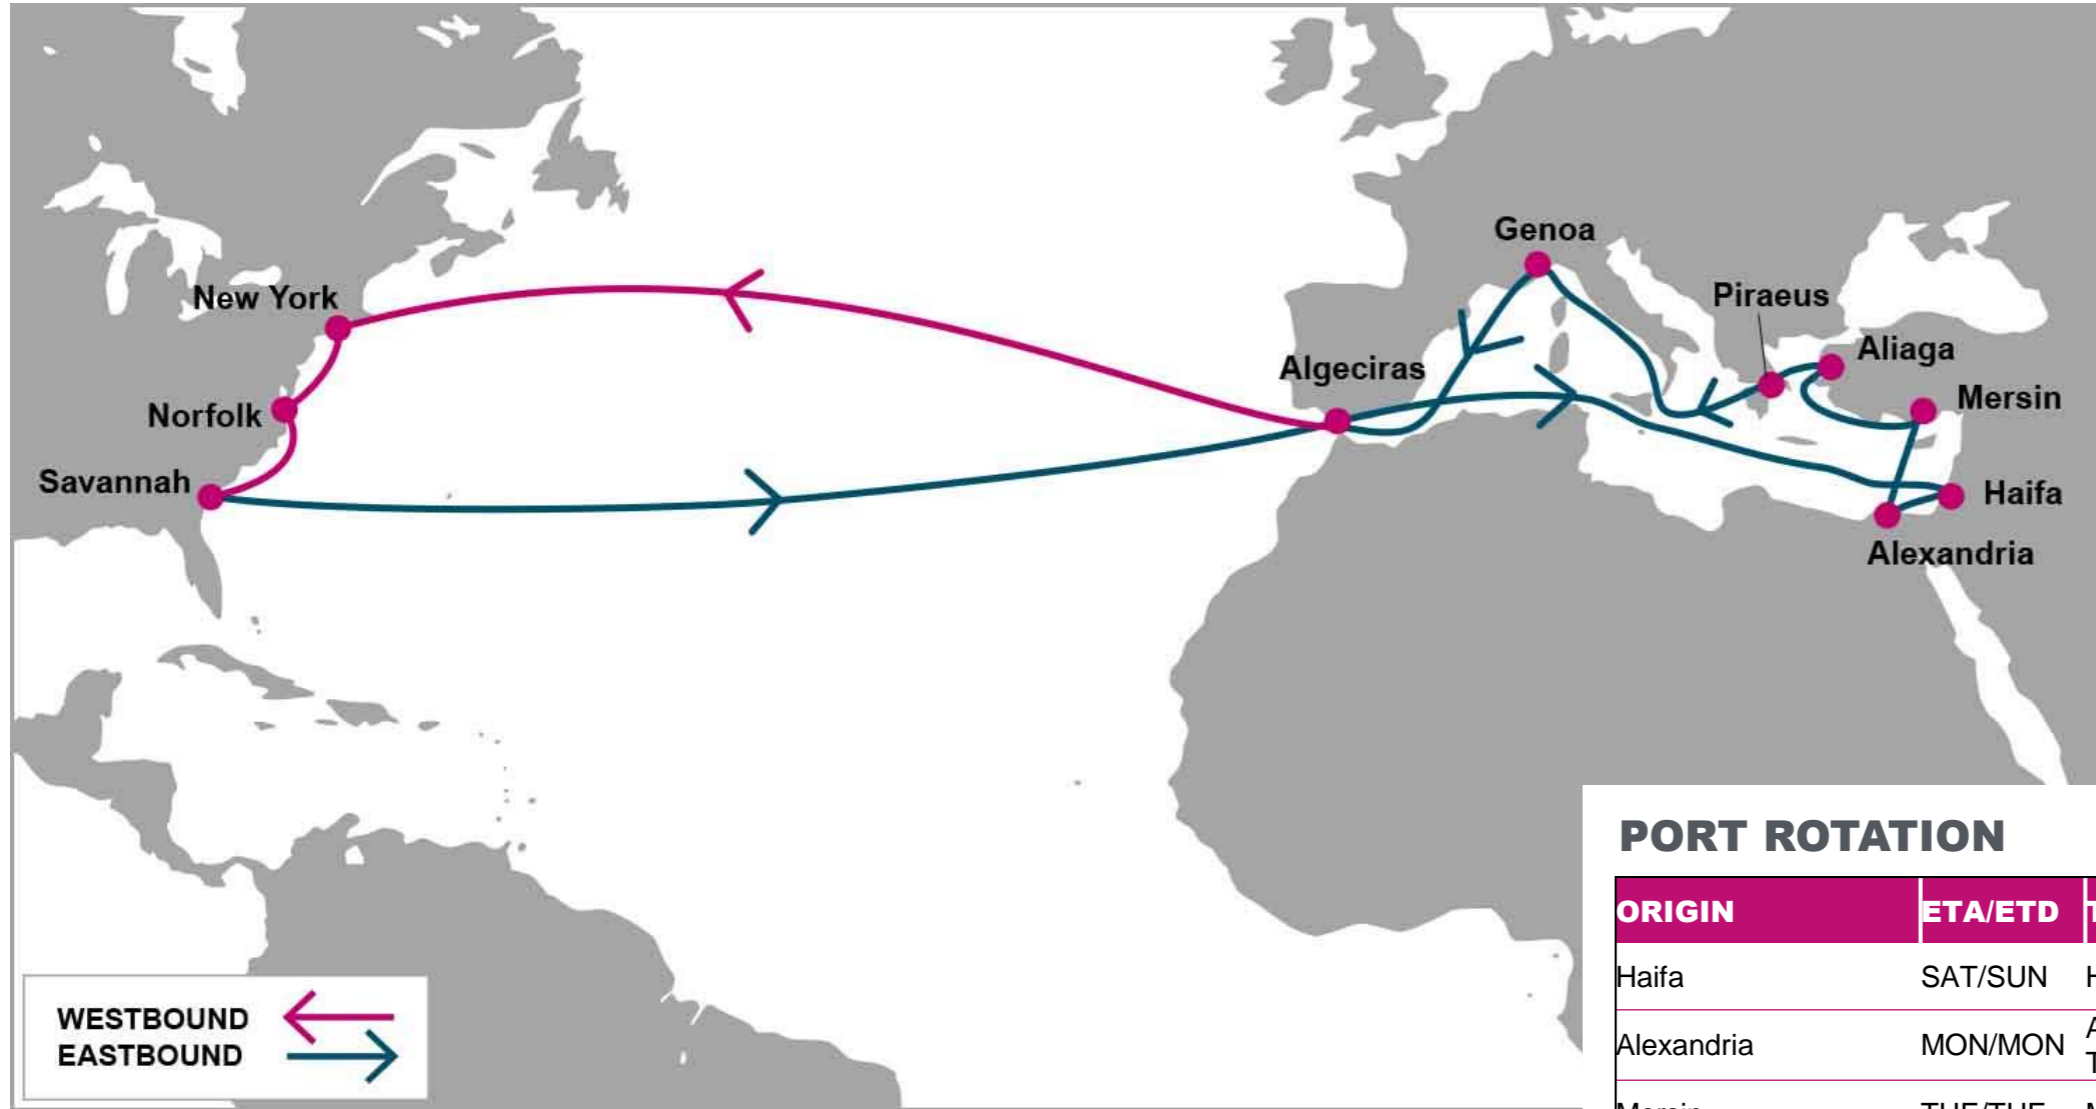 Genoa
New York
Piraeus
Aliaga
Algeciras
Mersin
Norfolk
Savannah
Haifa
Alexandria
WESTBOUND
EASTBOUND
PORT ROTATION
ORIGIN ETA/ETD
Haifa SAT/SUN
Alexandria MON/MON